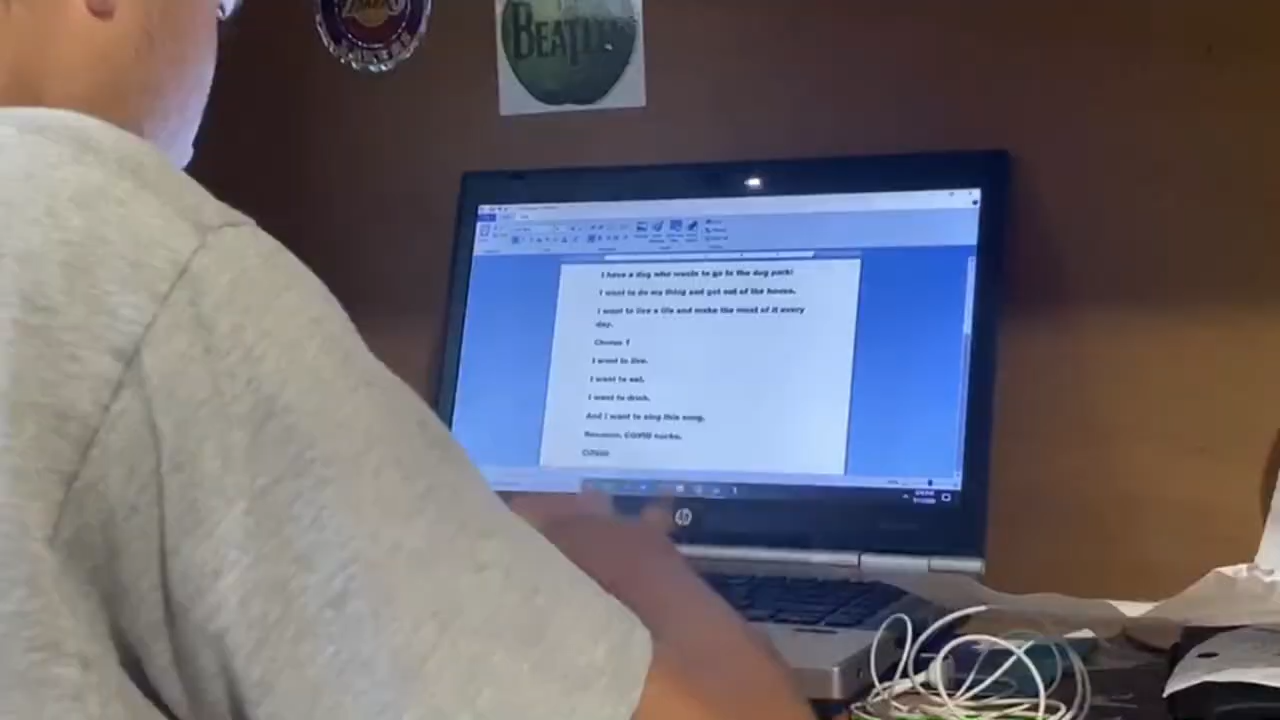 LAKERS
BEATLES
I have a dog who wants to go to the dog park!
I want to do my thing and get out of the house.
I want to live a life and make the most of it every
day.
Chorus 1
I want to live.
I want to eat.
I want to drink.
And I want to sing this song.
Because, COVID sucks.
hp